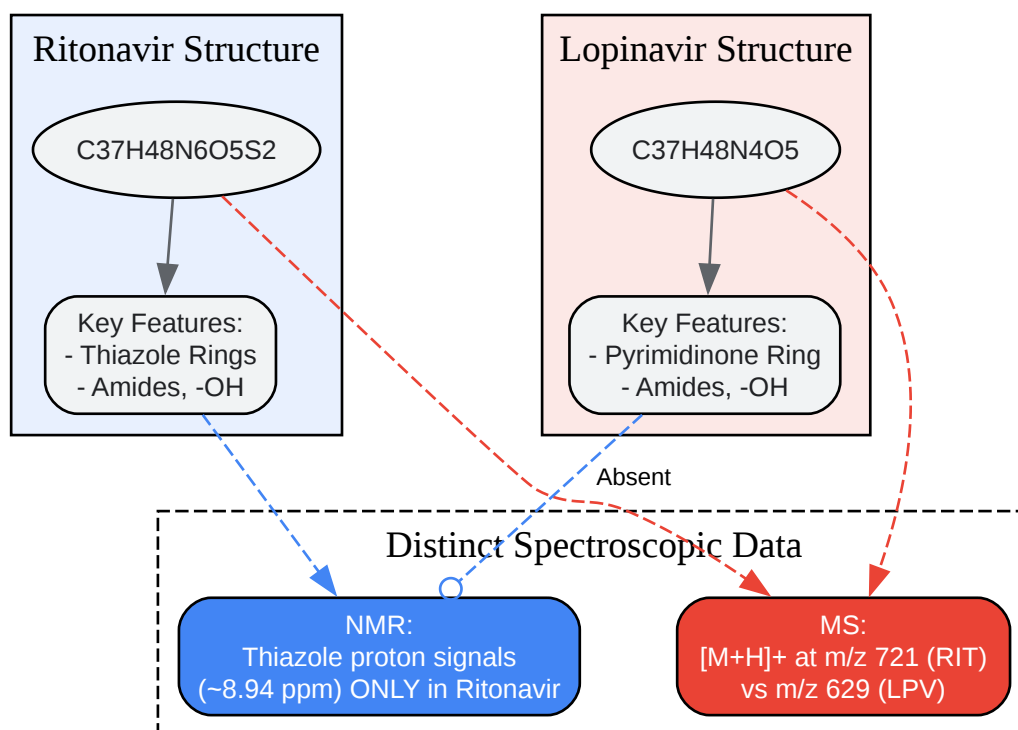 Ritonavir Structure
C37H48N6O5S2
Key Features:
- Thiazole Rings
- Amides, -OH
Lopinavir Structure
C37H48N4O5
Key Features:
- Pyrimidinone Ring
- Amides, -OH
Absent
Distinct Spectroscopic Data
NMR:
Thiazole proton signals
(~8.94 ppm) ONLY in Ritonavir
MS:
[M+H]+ at m/z 721 (RIT)
vs m/z 629 (LPV)